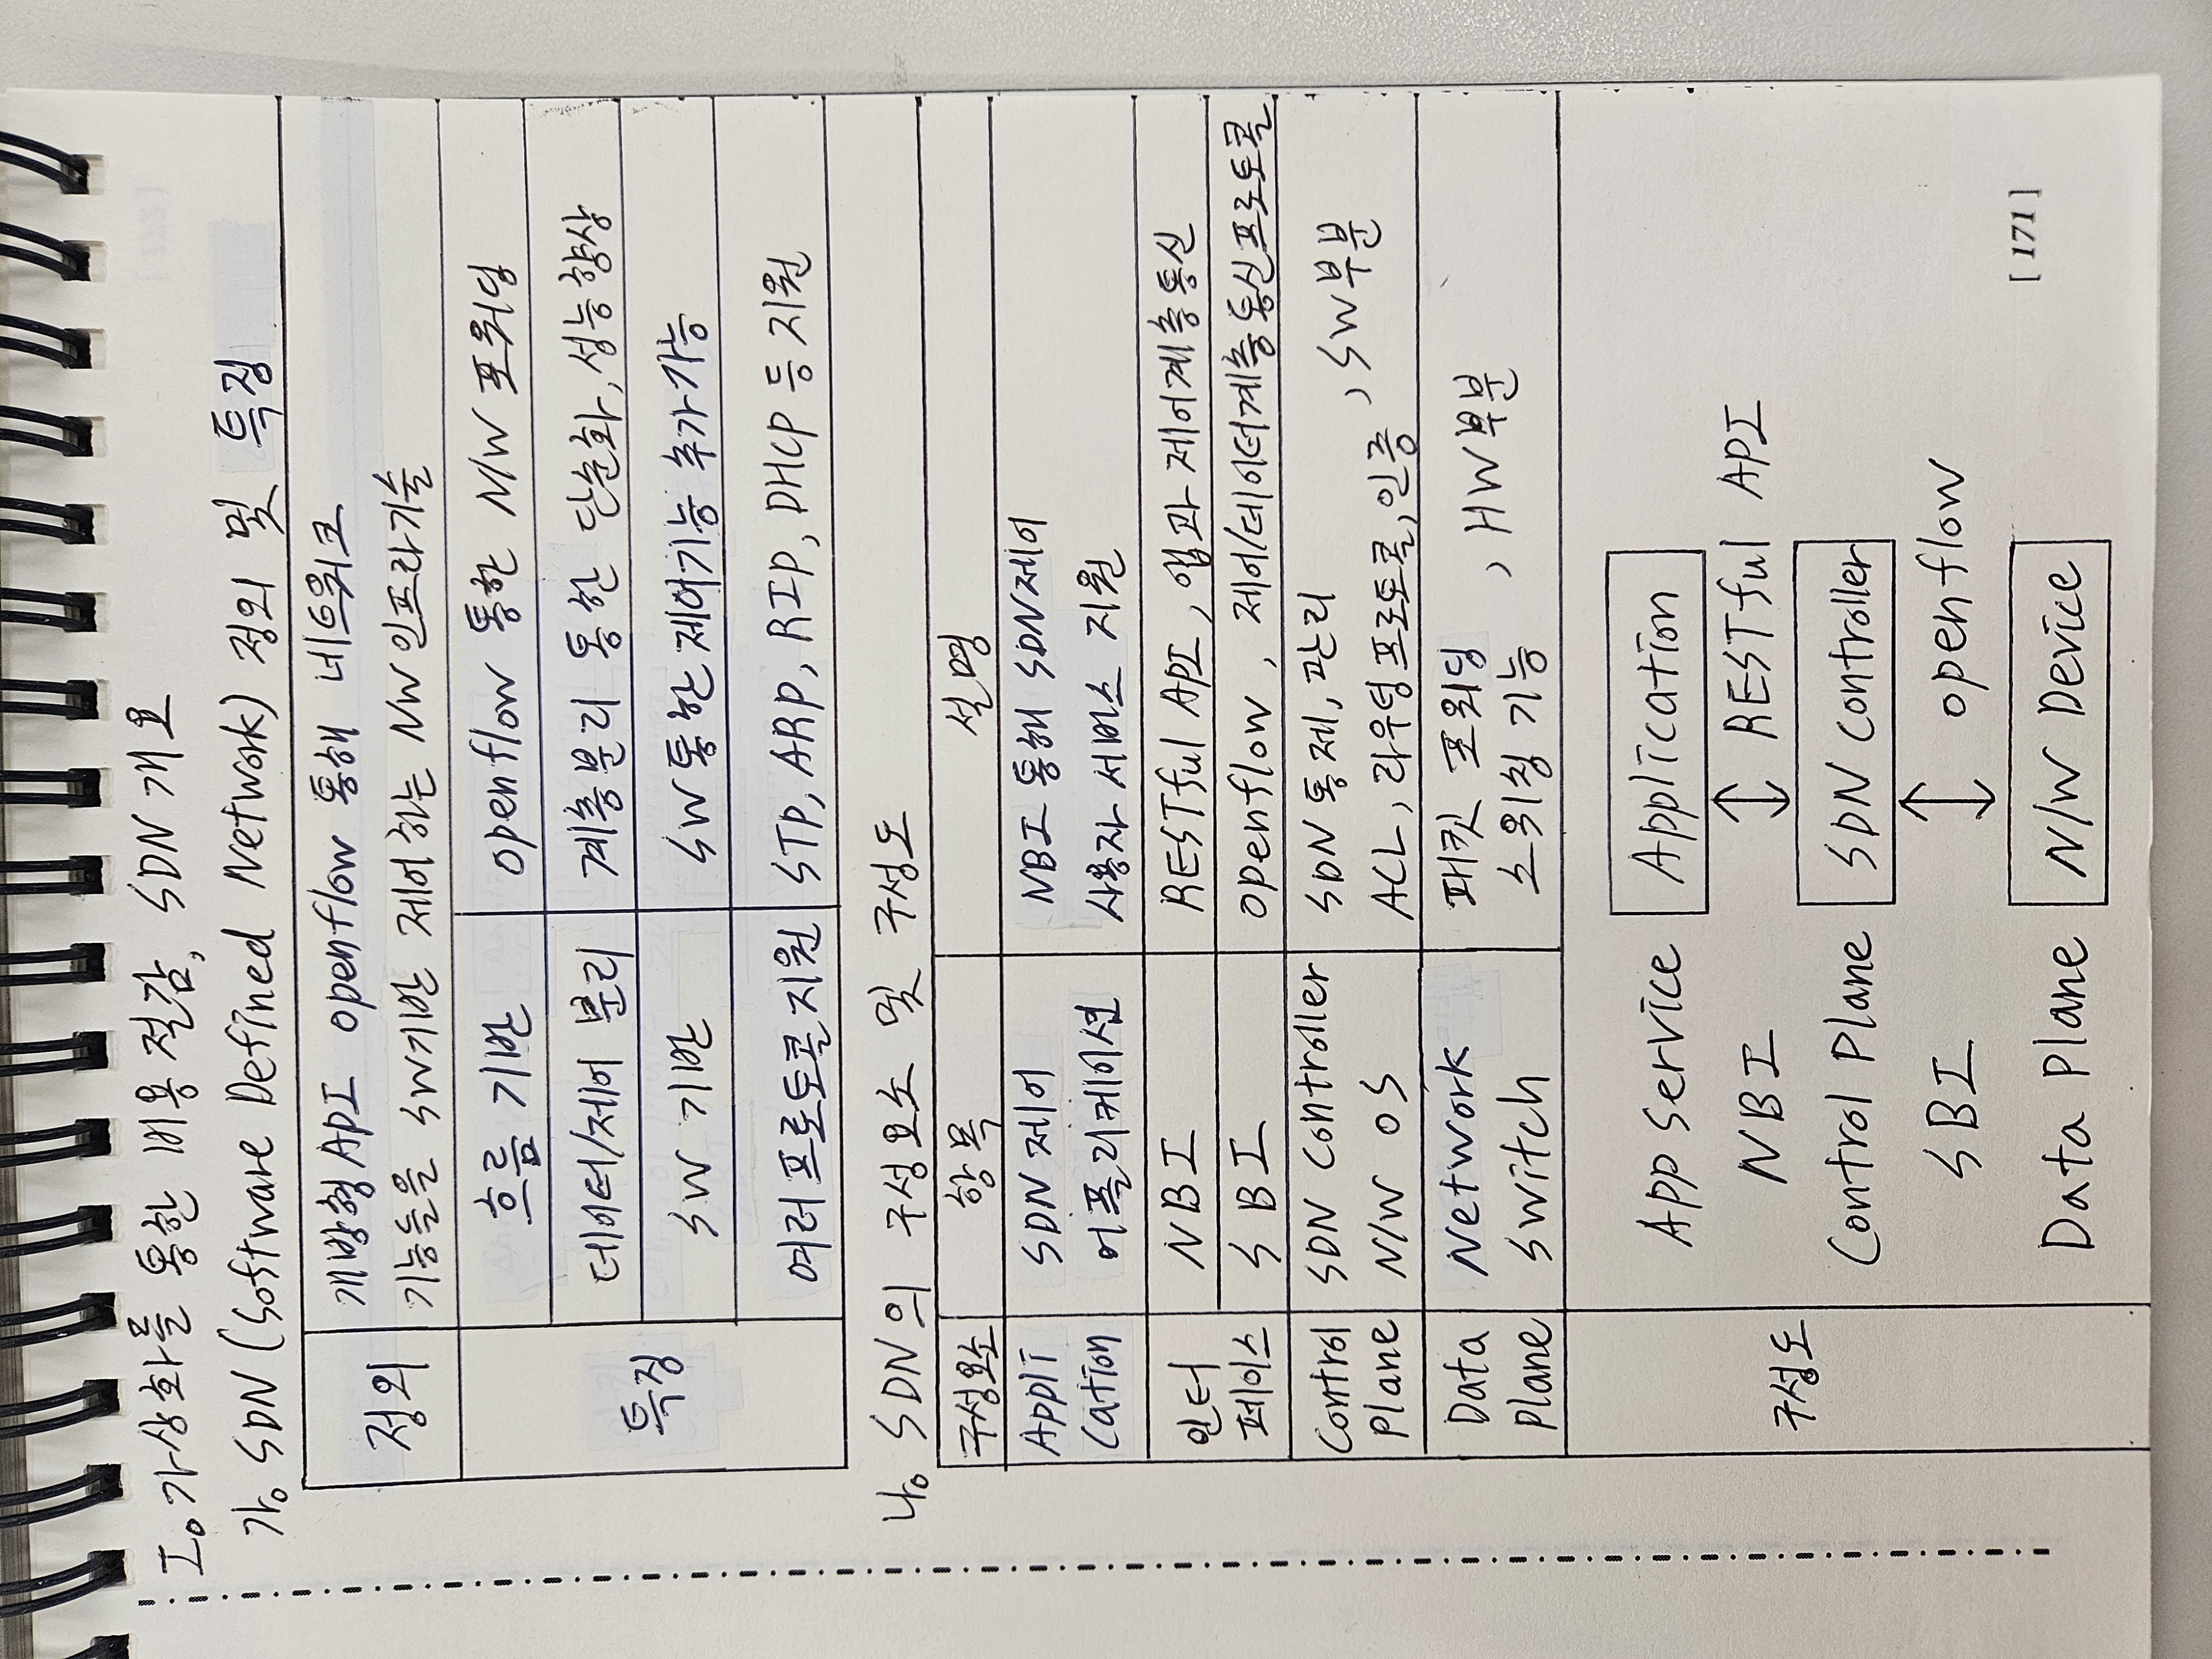 I. 가상화를 통한 비용절감, SDN 개요
가. SDN (Software Defined Network) 정의 및 특징
정의
개방형 API openflow 통해 네트워크
기능들을 SW기반 제어하는 NW인프라기술
특징
흐름 기반 openflow 통한 N/W 포워딩
데이터/제어 분리 계층분리 통한 단순화, 성능향상
SW 기반 SW통한 제어기능 추가가능
여러프로토콜지원 STP, ARP, RIP, DHCP 등 지원
나. SDN의 구성요소 및 구성도
구성요소 항목 설명
Appli SDN 제어 NBI 통해 SDN제어
cation 어플리케이션 사용자 서비스 지원
인터 NBI RESTful API, 앱과 제어계층통신
페이스 SBI openflow, 제어/데이터계층통신프로토콜
Control SDN controller SDN 통제, 관리
, SW부분
Plane N/W OS ACL, 라우팅프로토콜, 인증
Data Network 패킷 포워딩
, HW부분
Plane Switch 스위칭 기능
구성도
App service Application
NBI RESTful API
Control Plane SDN controller
SBI openflow
Data Plane N/W Device
[ 171 ]